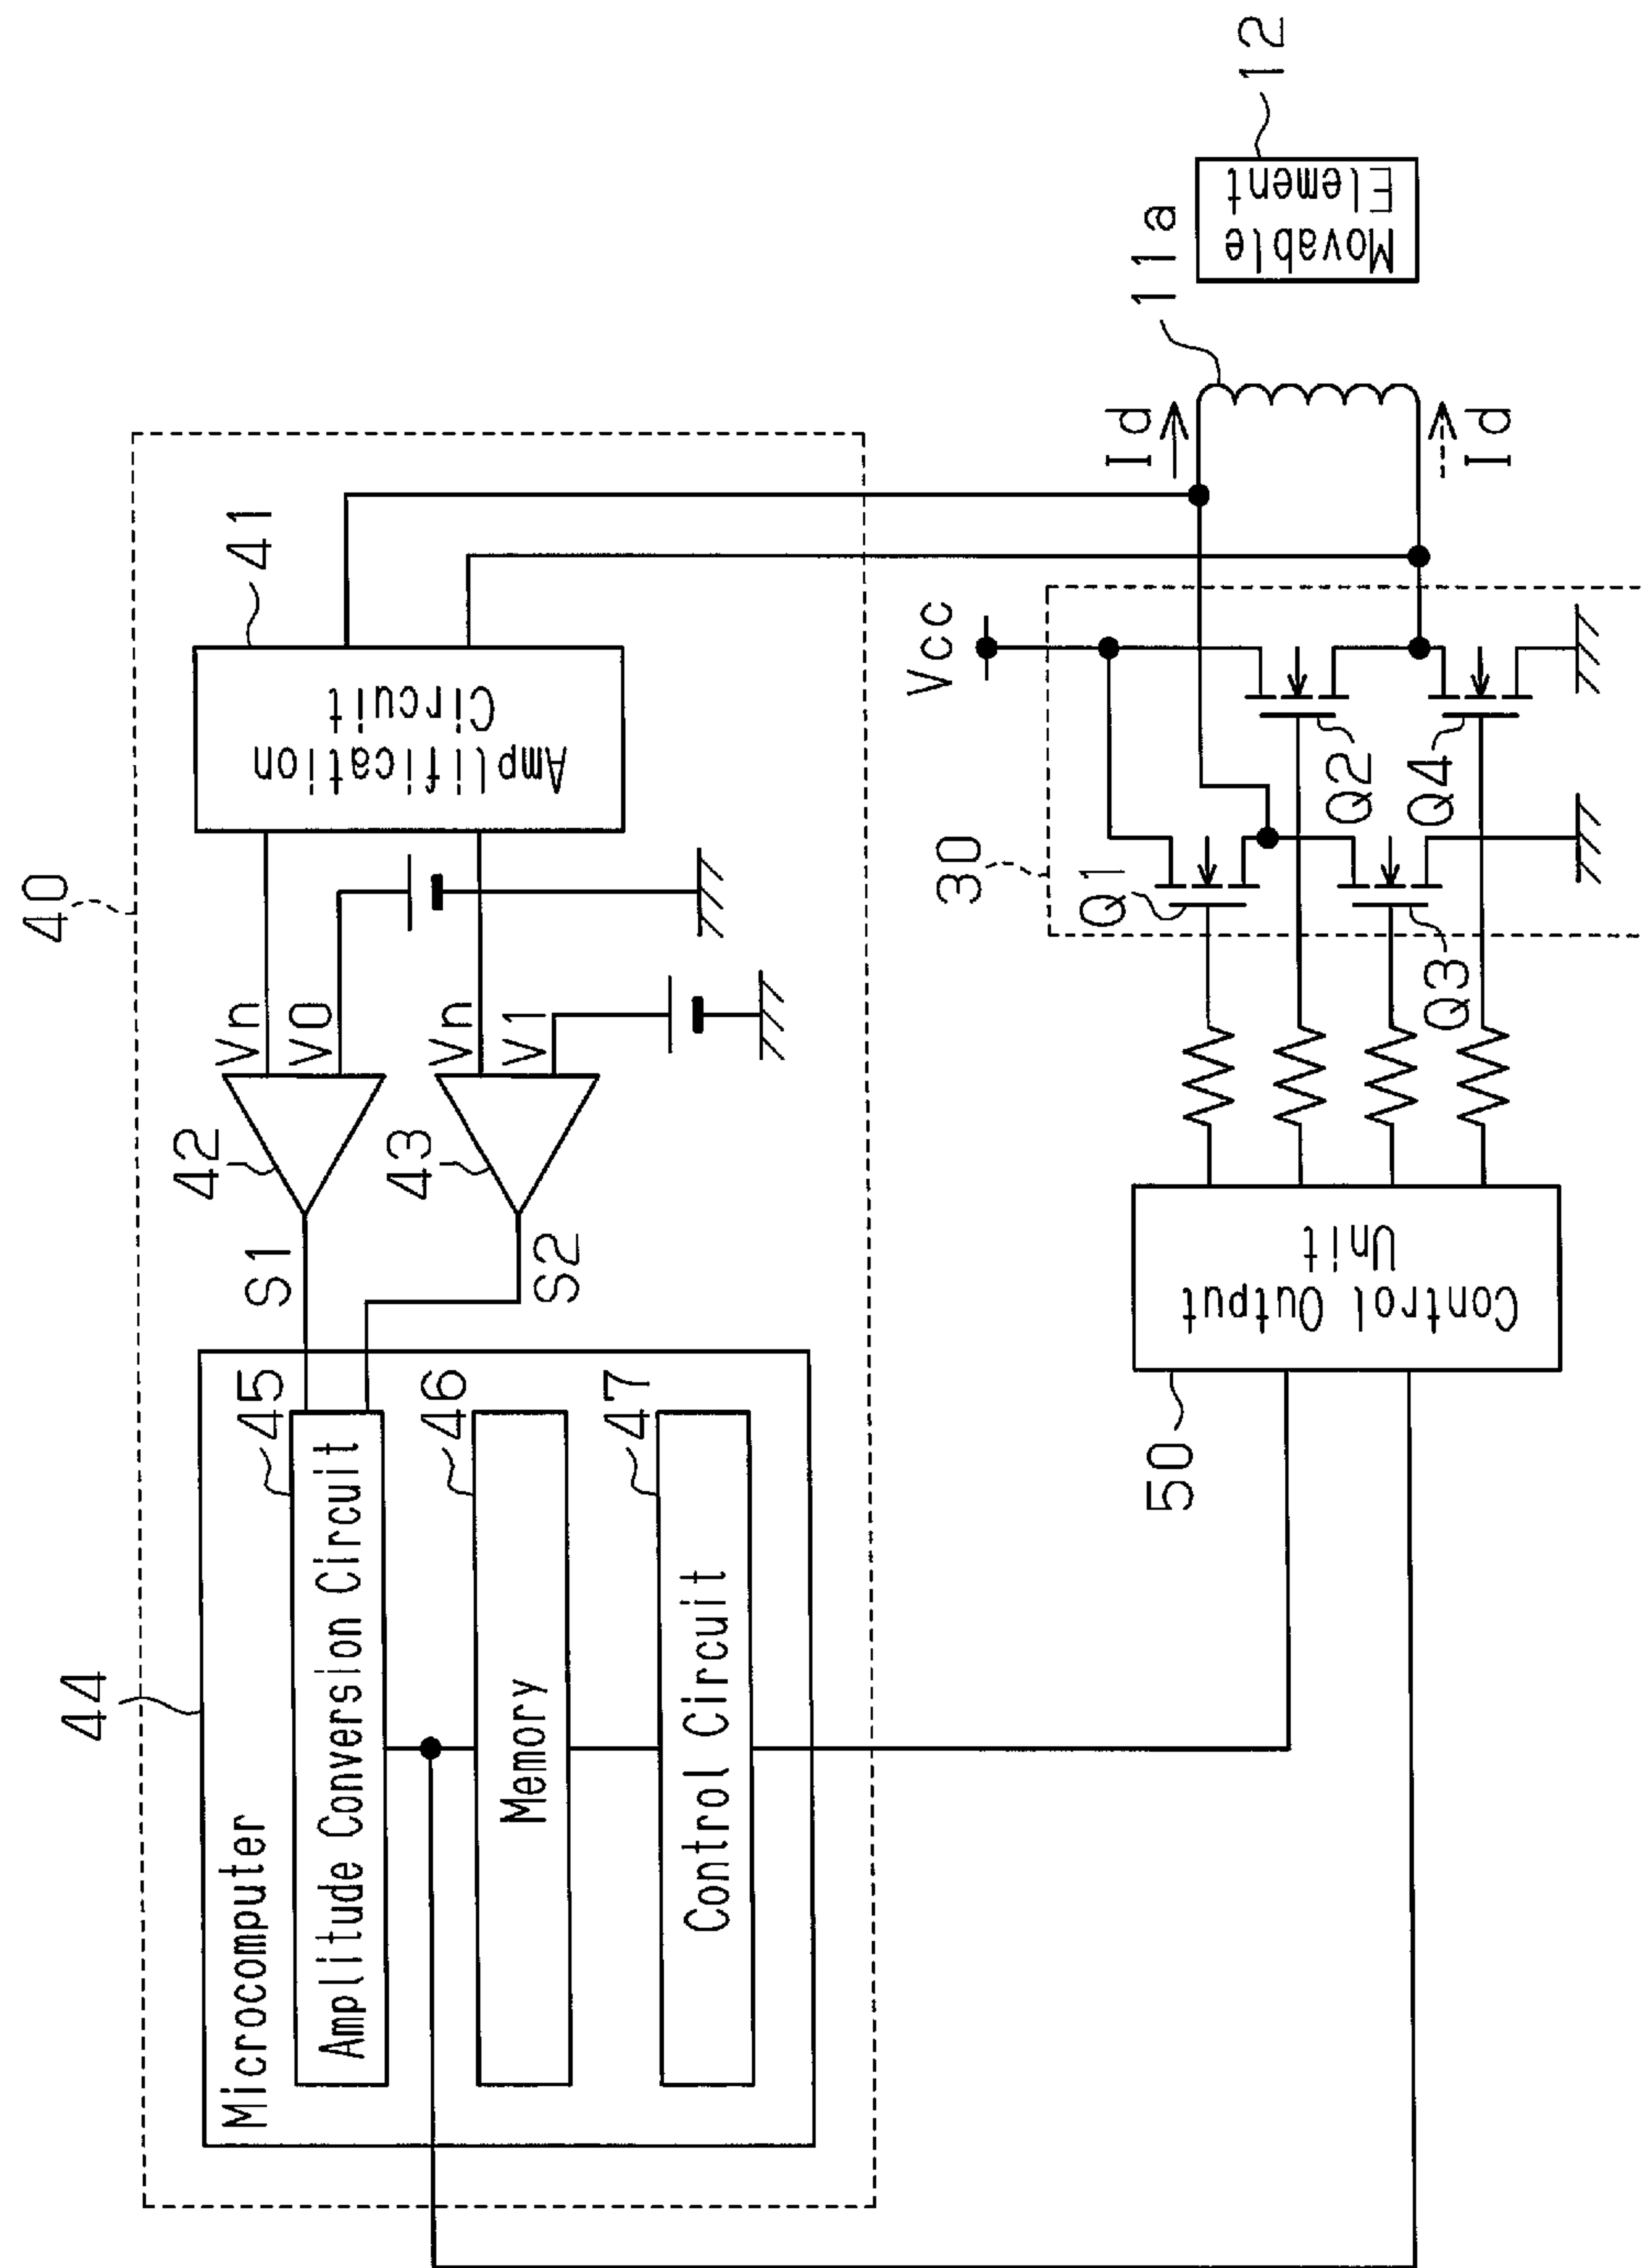 40
44
Microcomputer
45
Amplitude Conversion Circuit
46
Memory
47
Control Circuit
S1
S2
42
43
Vn
V0
Vn
V1
41
Amplification
Circuit
50
Control Output
Unit
30
Vcc
Q1
Q2
Q3
Q4
Id
Id
11a
12
Movable
Element